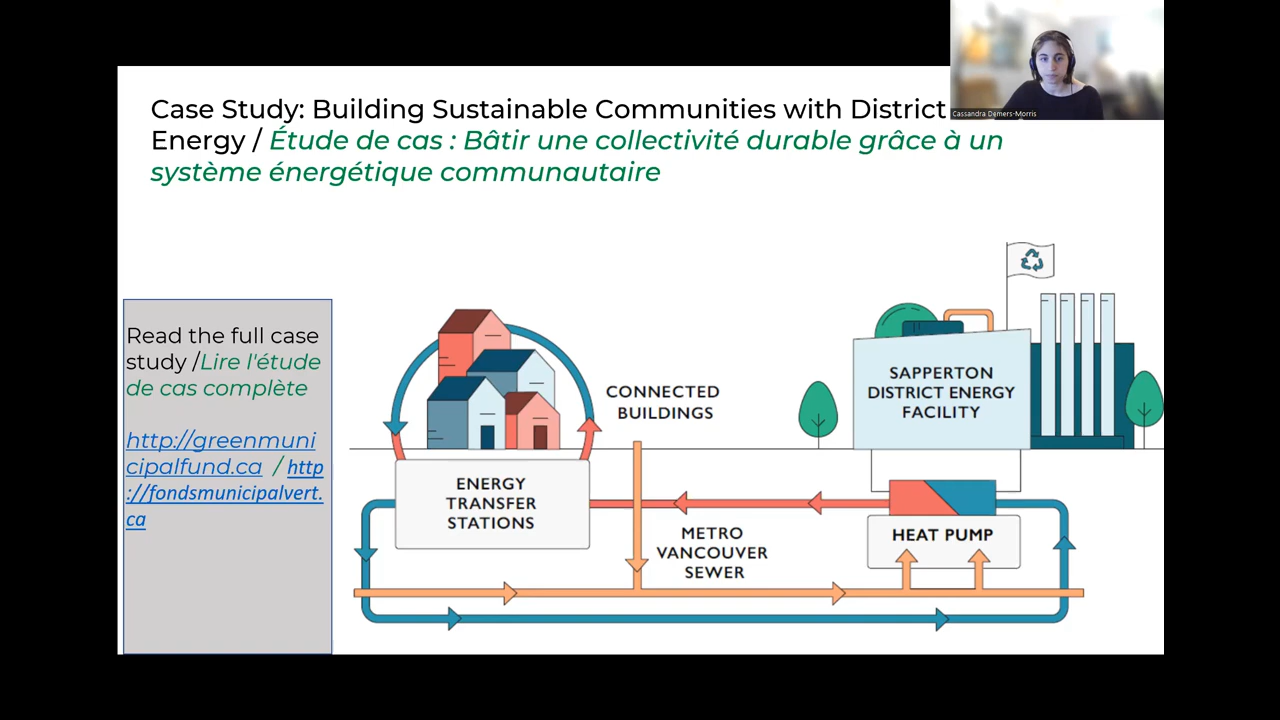 Case Study: Building Sustainable Communities with District
Energy / Étude de cas : Bâtir une collectivité durable grâce à un
système énergétique communautaire
Cassandra Demers-Morris
Read the full case
study /Lire l'étude
de cas complète
http://greenmuni
cipalfund.ca / http
://fondsmunicipalvert.
ca
CONNECTED
BUILDINGS
SAPPERTON
DISTRICT ENERGY
FACILITY
ENERGY
TRANSFER
STATIONS
METRO
VANCOUVER
SEWER
HEAT PUMP